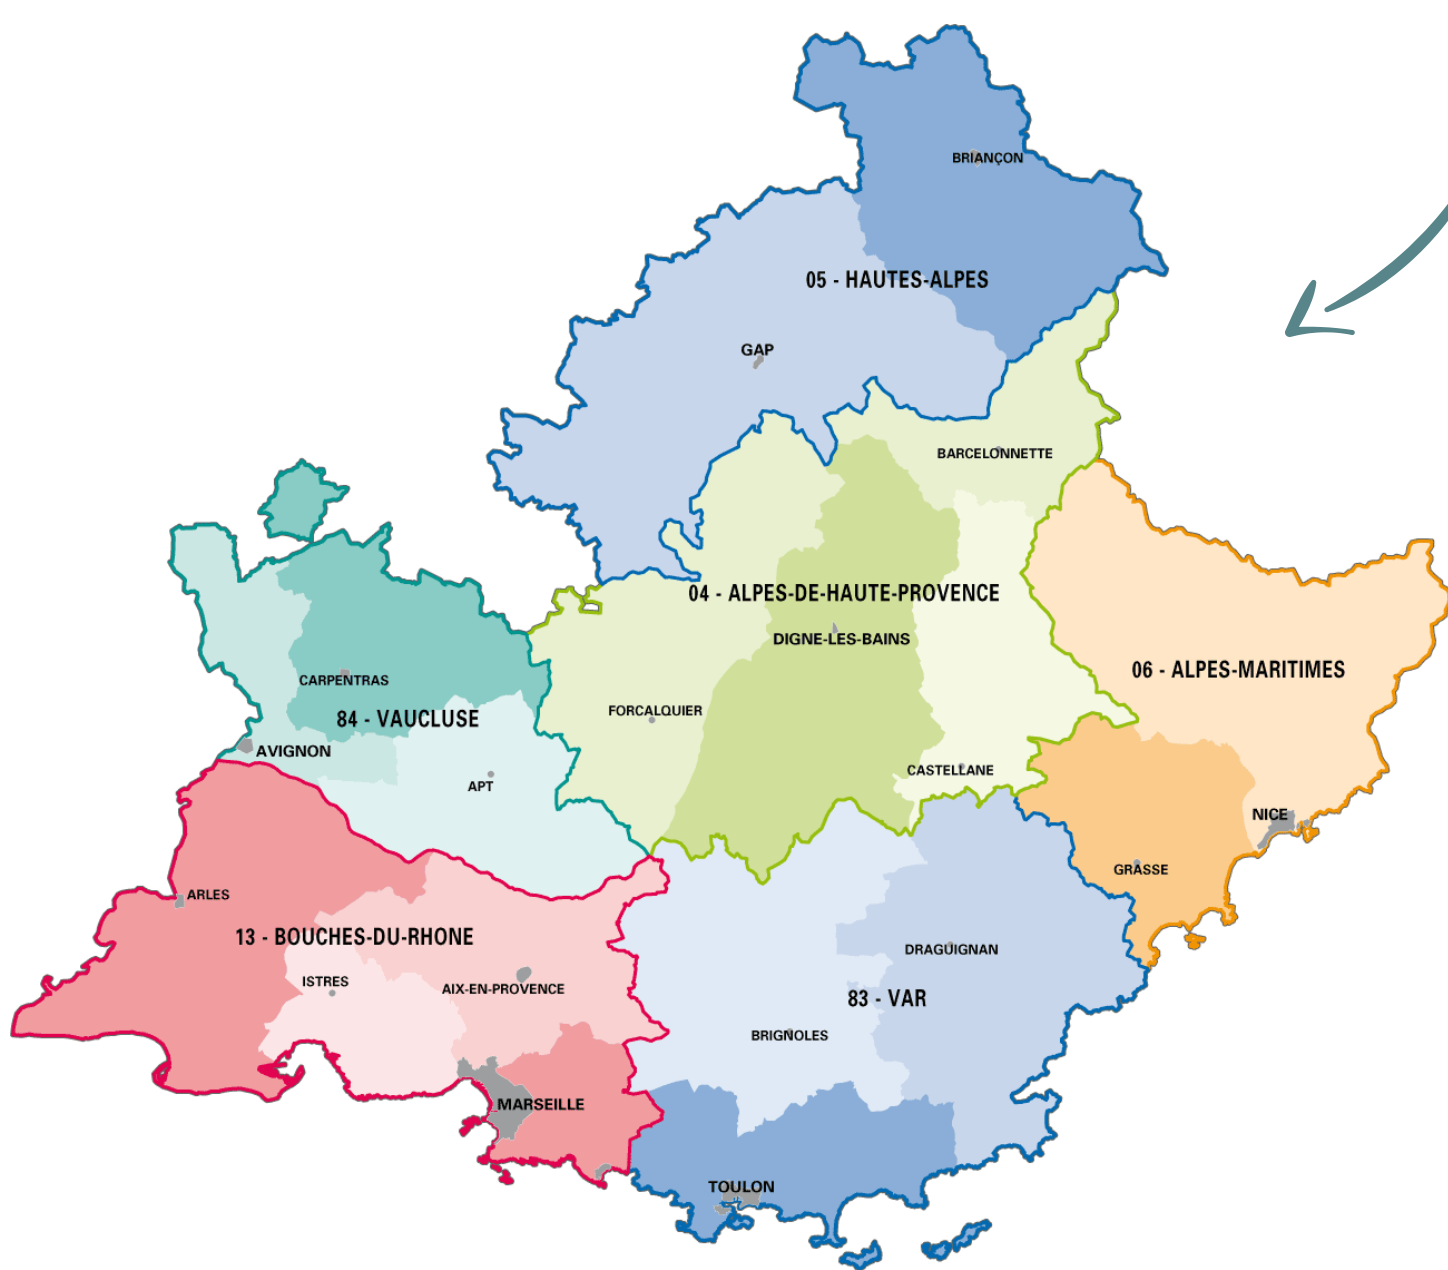 BRIANÇON
05 - HAUTES-ALPES
GAP
BARCELONNETTE
04 - ALPES-DE-HAUTE-PROVENCE
DIGNE-LES-BAINS
06 - ALPES-MARITIMES
CARPENTRAS
FORCALQUIER
84 - VAUCLUSE
AVIGNON
CASTELLANE
APT
NICE
GRASSE
ARLES
13 - BOUCHES-DU-RHONE
DRAGUIGNAN
ISTRES
AIX-EN-PROVENCE
83 - VAR
BRIGNOLES
MARSEILLE
TOULON